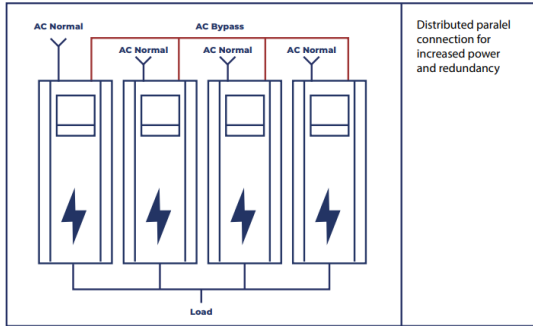 AC Normal
AC Bypass
AC Normal
AC Normal
AC Normal
Load
Distributed paralel
connection for
increased power
and redundancy